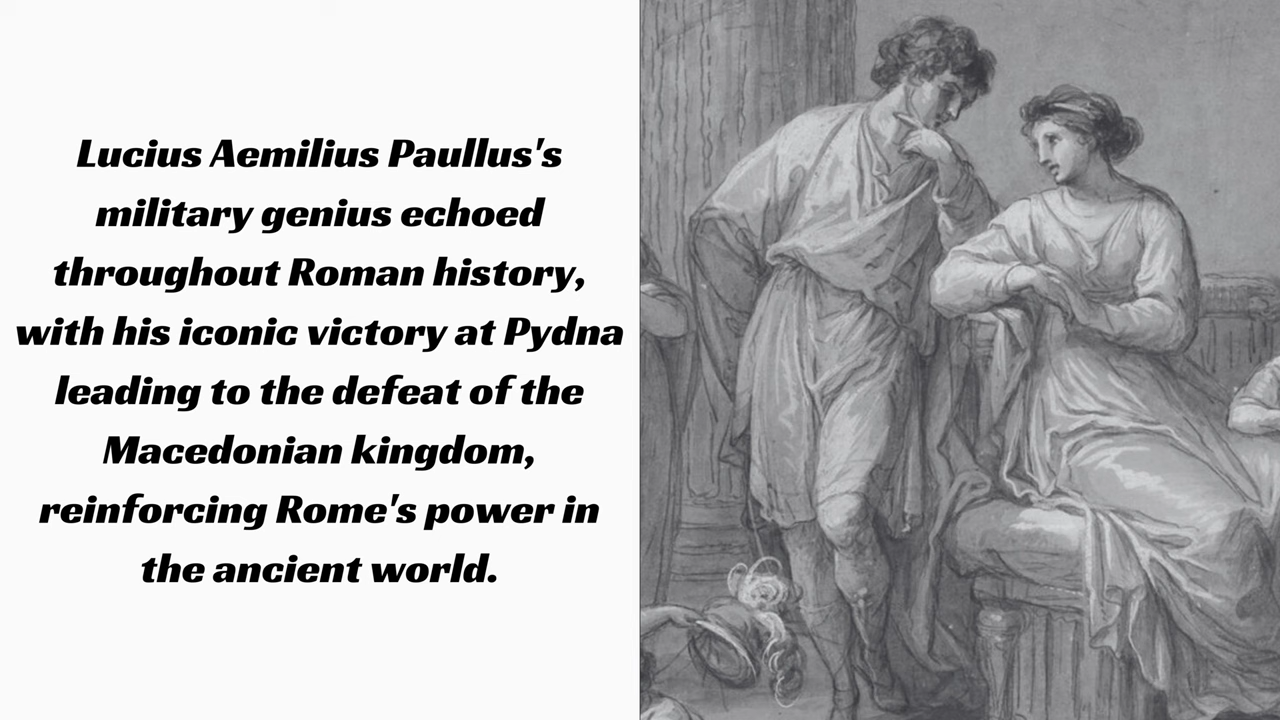 Lucius Aemilius Paullus's
military genius echoed
throughout Roman history,
with his iconic victory at Pydna
leading to the defeat of the
Macedonian kingdom,
reinforcing Rome's power in
the ancient world.